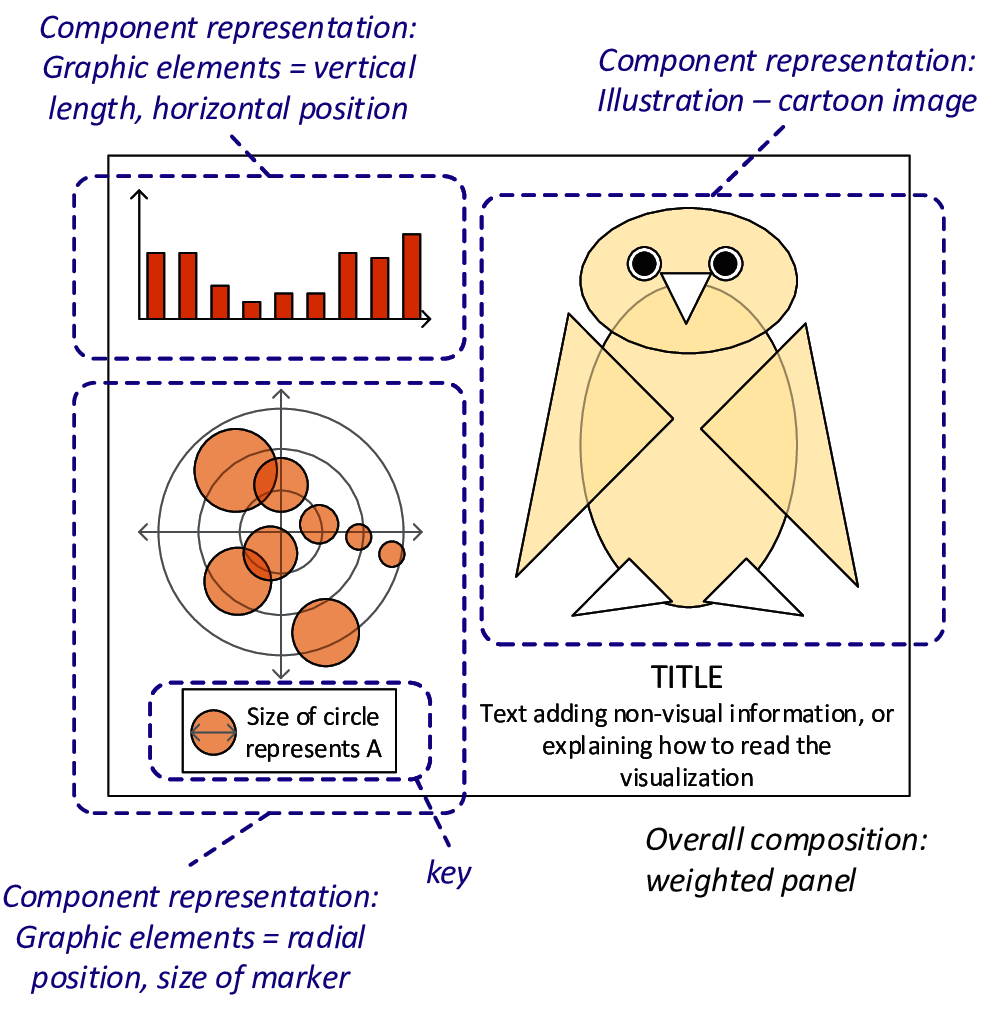 Component representation:
Graphic elements = vertical
length, horizontal position
Component representation:
Illustration – cartoon image
TITLE
Text adding non-visual information, or
explaining how to read the
visualization
Size of circle
represents A
Overall composition:
weighted panel
key
Component representation:
Graphic elements = radial
position, size of marker